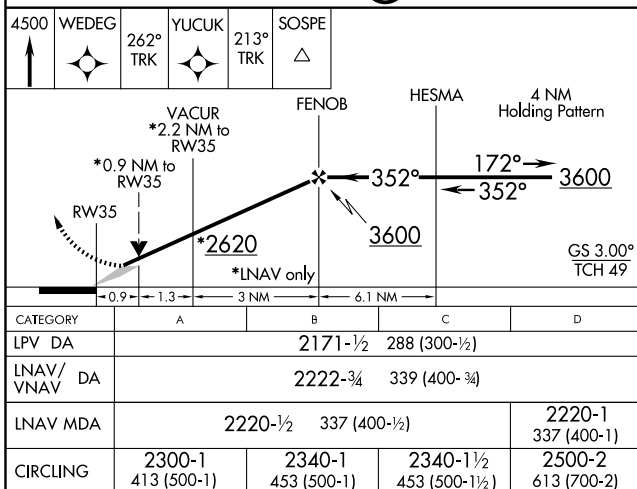 4500 WEDEG 262° TRK YUCUK 213° TRK SOSPE
FENOB HESMA 4 NM
Holding Pattern
VACUR
*2.2 NM to
RW35
*0.9 NM to
RW35
RW35
352° 172° 3600
352°
*2620 3600
*LNAV only
GS 3.00°
TCH 49
0.9 1.3 3 NM 6.1 NM
CATEGORY A B C D
LPV DA 2171-½ 288 (300-½)
LNAV/VNAV DA 2222-¾ 339 (400-¾)
LNAV MDA 2220-½ 337 (400-½) 2220-1 337 (400-1)
CIRCLING 2300-1 2340-1 2340-1½ 2500-2
413 (500-1) 453 (500-1) 453 (500-1½) 613 (700-2)